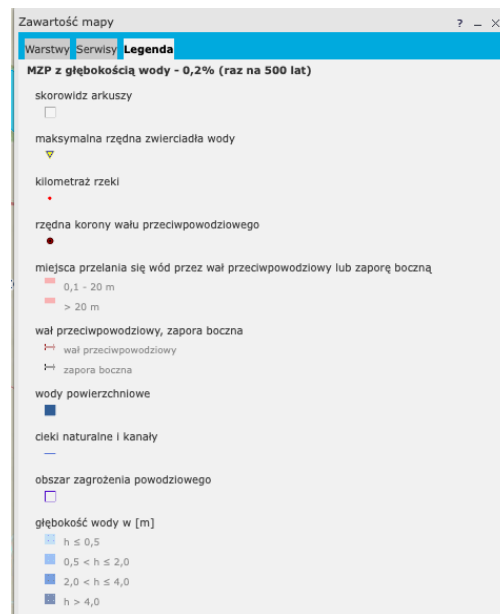 Zawartość mapy ? – ×
Warstwy Serwisy Legenda
MZP z głębokością wody - 0,2% (raz na 500 lat)
skorowidz arkuszy
maksymalna rzędna zwierciadła wody
kilometraż rzeki
rzędna korony wału przeciwpowodziowego
miejsca przelania się wód przez wał przeciwpowodziowy lub zaporę boczną
0,1 - 20 m
> 20 m
wał przeciwpowodziowy, zapora boczna
wał przeciwpowodziowy
zapora boczna
wody powierzchniowe
cieki naturalne i kanały
obszar zagrożenia powodziowego
głębokość wody w [m]
h ≤ 0,5
0,5 < h ≤ 2,0
2,0 < h ≤ 4,0
h > 4,0